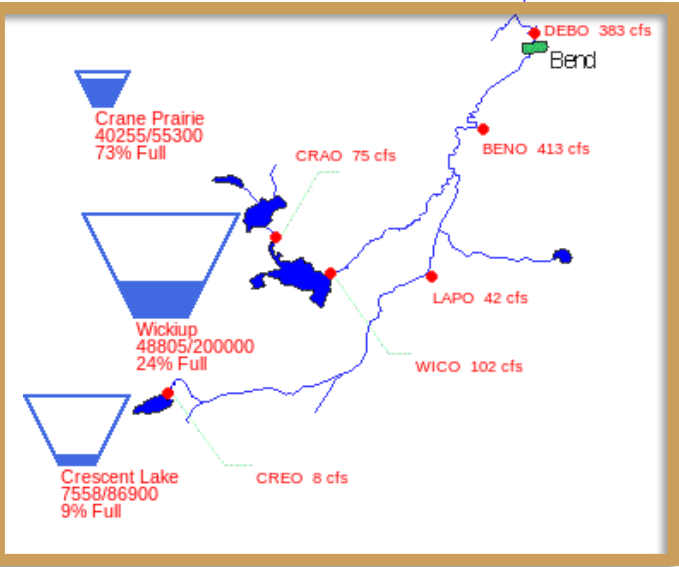 DEBO 383 cfs
Bend
Crane Prairie
40255/55300
73% Full
CRAO 75 cfs
BENO 413 cfs
LAPO 42 cfs
Wickiup
48805/200000
24% Full
WICO 102 cfs
Crescent Lake
7558/86900
9% Full
CREO 8 cfs